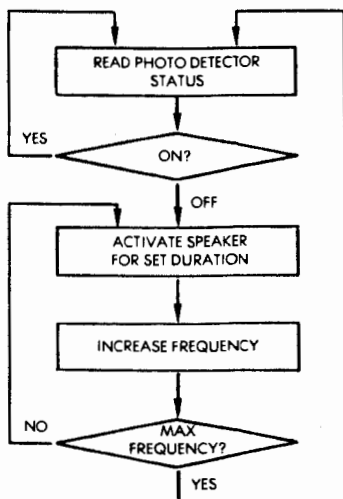 READ PHOTO DETECTOR
STATUS
YES
ON?
OFF
ACTIVATE SPEAKER
FOR SET DURATION
INCREASE FREQUENCY
NO
MAX
FREQUENCY?
YES